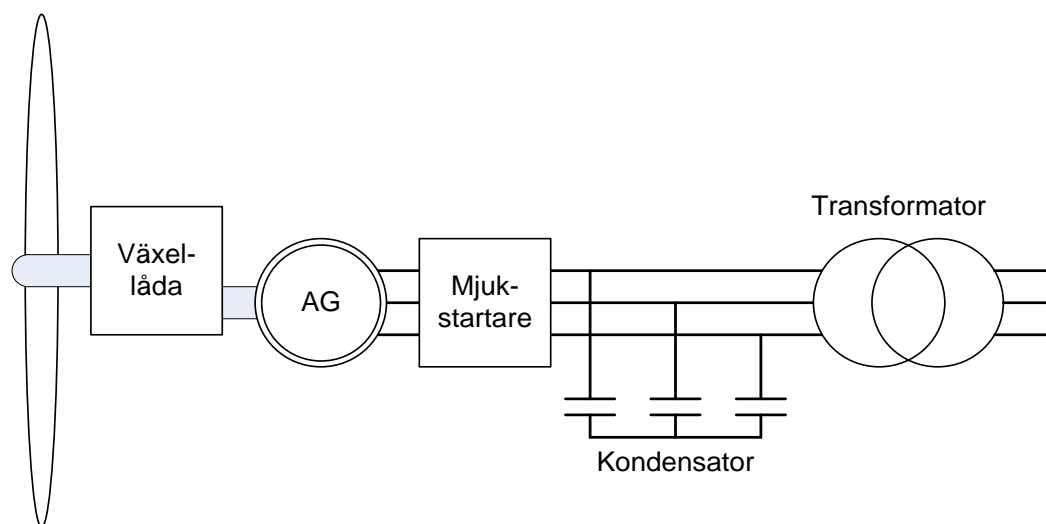 Växel-
låda
AG
Mjuk-
startare
Transformator
Kondensator